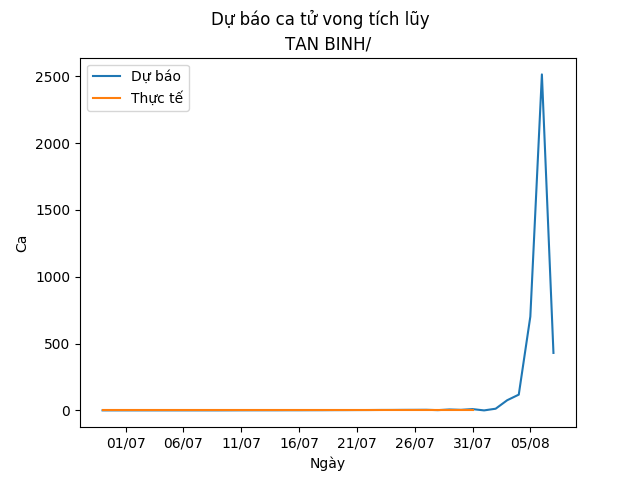 Dự báo ca tử vong tích lũy
TAN BINH/
Dự báo
Thực tế
2500
2000
1500
1000
500
0
Ca
01/07 06/07 11/07 16/07 21/07 26/07 31/07 05/08
Ngày